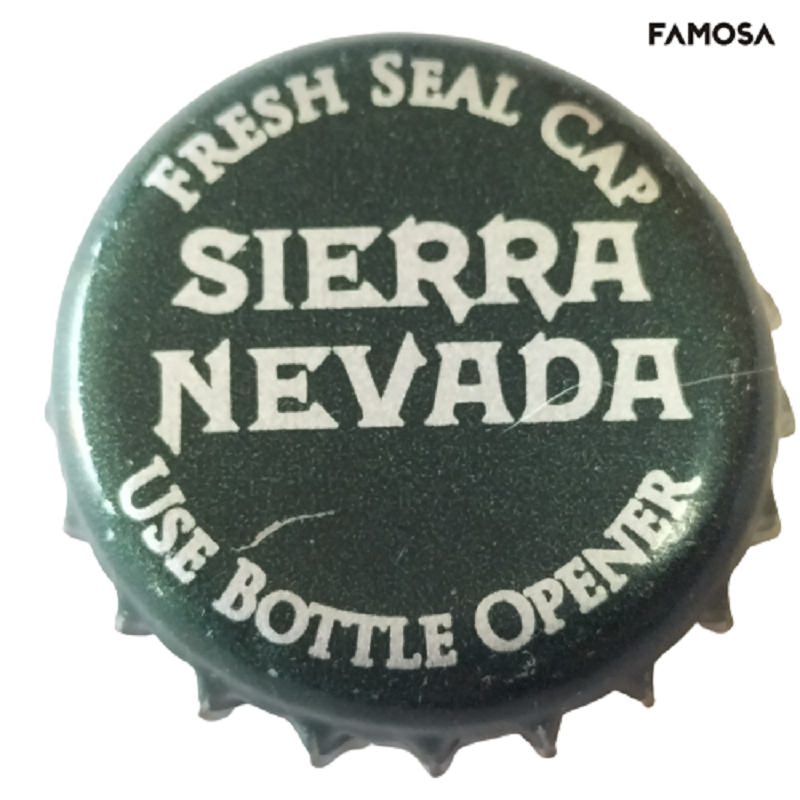 FAMOSA
FRESH SEAL CAP
SIERRA
NEVADA
USE BOTTLE OPENER